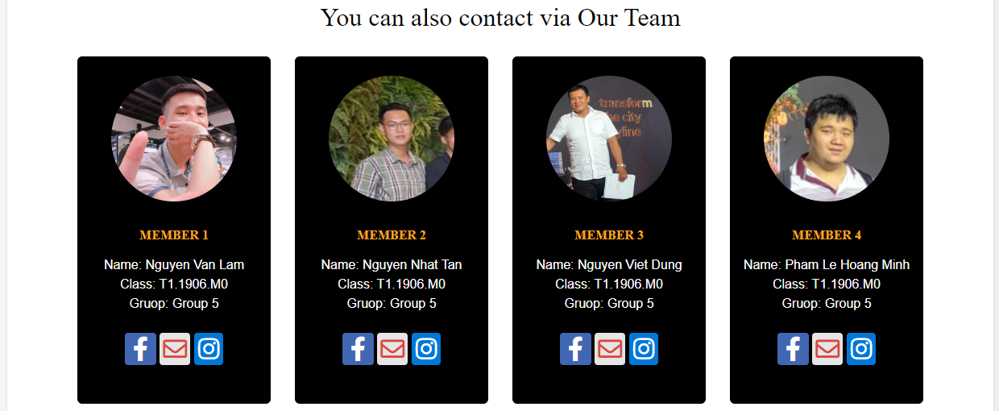 You can also contact via Our Team
MEMBER 1
Name: Nguyen Van Lam
Class: T1.1906.M0
Gruop: Group 5
MEMBER 2
Name: Nguyen Nhat Tan
Class: T1.1906.M0
Gruop: Group 5
transform
the city
yline
MEMBER 3
Name: Nguyen Viet Dung
Class: T1.1906.M0
Gruop: Group 5
MEMBER 4
Name: Pham Le Hoang Minh
Class: T1.1906.M0
Gruop: Group 5